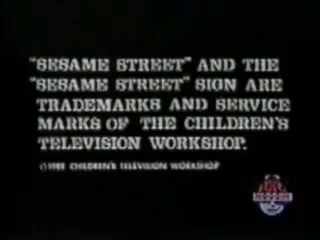 "SESAME STREET" AND THE
"SESAME STREET" SIGN ARE
TRADEMARKS AND SERVICE
MARKS OF THE CHILDREN'S
TELEVISION WORKSHOP.
CHILDREN'S TELEVISION WORKSHOP